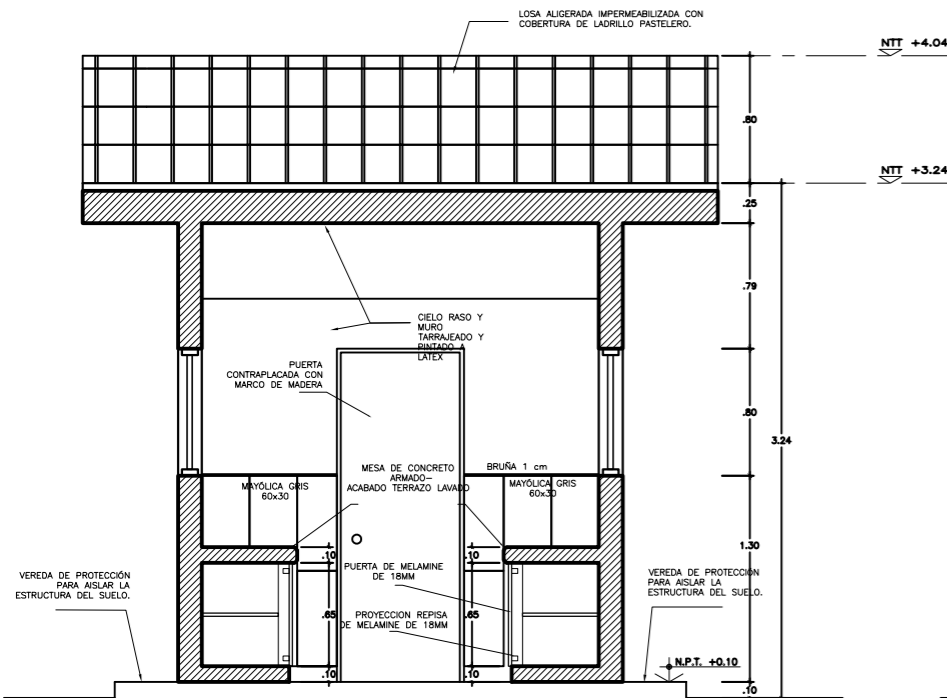 LOSA ALIGERADA IMPERMEABILIZADA CON
COBERTURA DE LADRILLO PASTELERO.
NTT +4.04
.80
NTT +3.24
.25
.79
CIELO RASO Y
MURO
TARRAJEADO Y
PINTADO A
LATEX
PUERTA
CONTRAPLACADA CON
MARCO DE MADERA
.80
3.24
MESA DE CONCRETO
ARMADO-
ACABADO TERRAZO LAVADO
BRUÑA 1 cm
MAYÓLICA GRIS
60x30
MAYÓLICA GRIS
60x30
1.30
.10
.10
PUERTA DE MELAMINE
DE 18MM
VEREDA DE PROTECCIÓN
PARA AISLAR LA
ESTRUCTURA DEL SUELO.
VEREDA DE PROTECCIÓN
PARA AISLAR LA
ESTRUCTURA DEL SUELO.
.65
.65
PROYECCION REPISA
DE MELAMINE DE 18MM
.10
.10
N.P.T. +0.10
.10